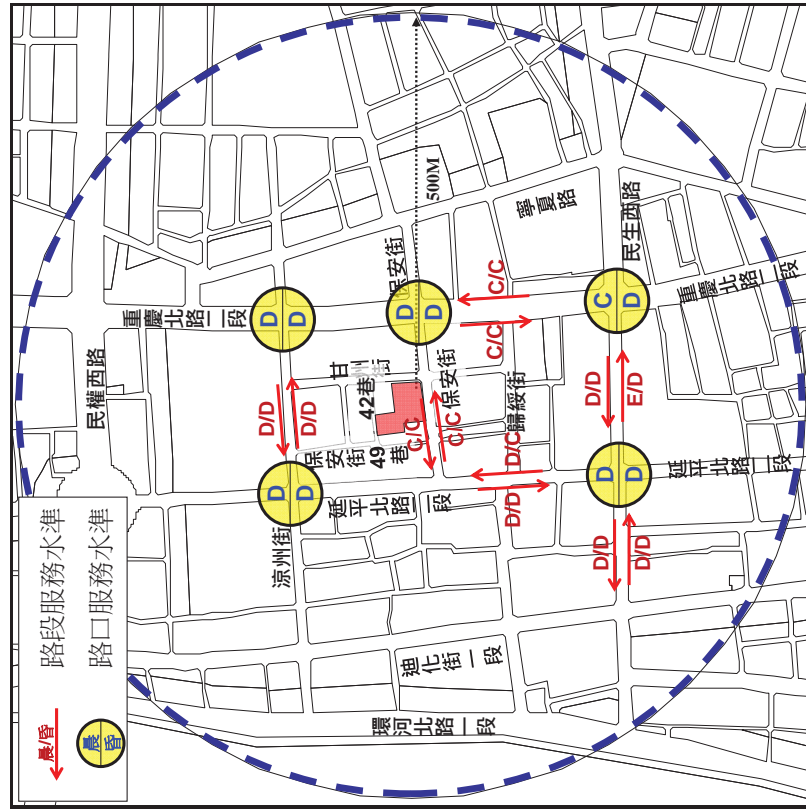 晨/昏
路段服務水準
晨
昏
路口服務水準
500M
民權西路
重慶北路二段
甘州街
42巷
保安街
保安街
保安街
49巷
寧夏路
民生西路
重慶北路二段
歸綏街
延平北路二段
延平北路二段
涼州街
迪化街一段
環河北路一段
D
D
D
D
C
D
D
D
D
D
D/D
D/D
C/C
C/C
C/C
C/C
D/C
D/D
D/D
E/D
D/D
D/D